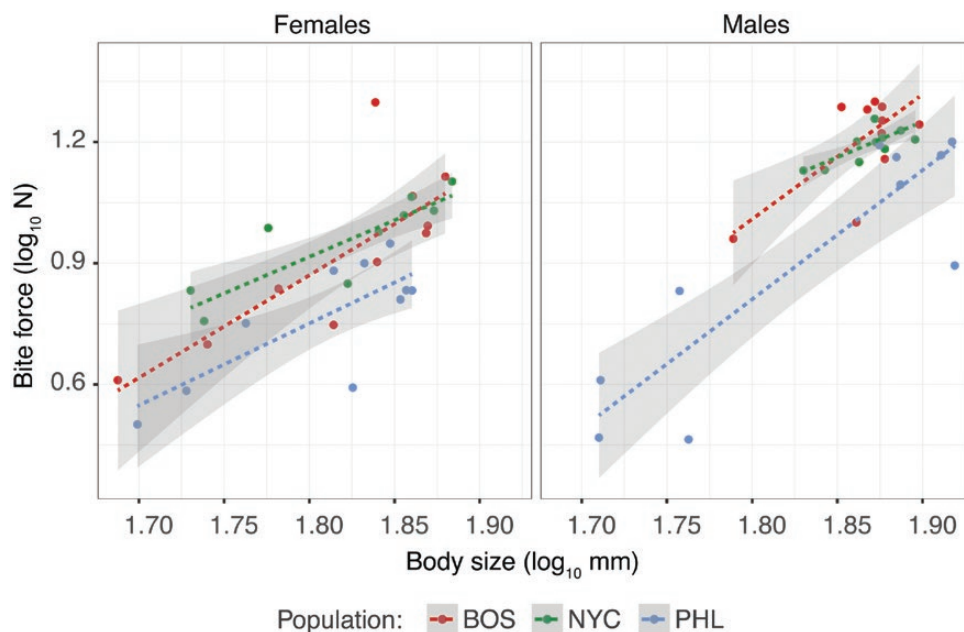 Females
Males
Bite force (log₁₀ N)
1.2
0.9
0.6
1.70 1.75 1.80 1.85 1.90
1.70 1.75 1.80 1.85 1.90
Body size (log₁₀ mm)
Population: BOS NYC PHL